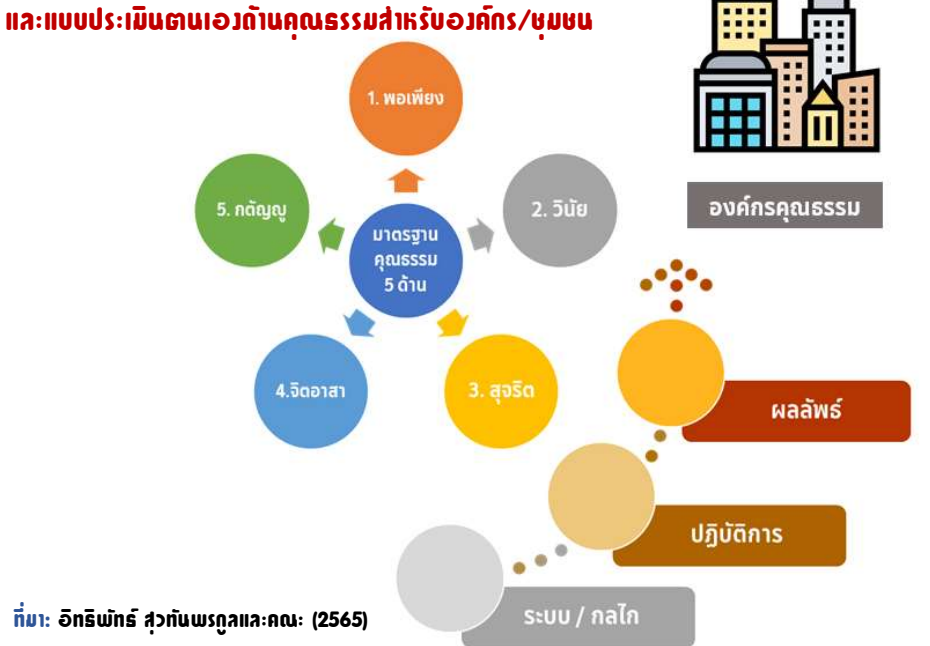 และแบบประเมินตนเองด้านคุณธรรมสำหรับองค์กร/ชุมชน
1. พอเพียง
5. กตัญญู
2. วินัย
มาตรฐาน
คุณธรรม
5 ด้าน
4.จิตอาสา
3. สุจริต
องค์กรคุณธรรม
ผลลัพธ์
ปฏิบัติการ
ระบบ / กลไก
ที่มา: อิทธิพัทธ์ สุวทันพรกูลและคณะ (2565)